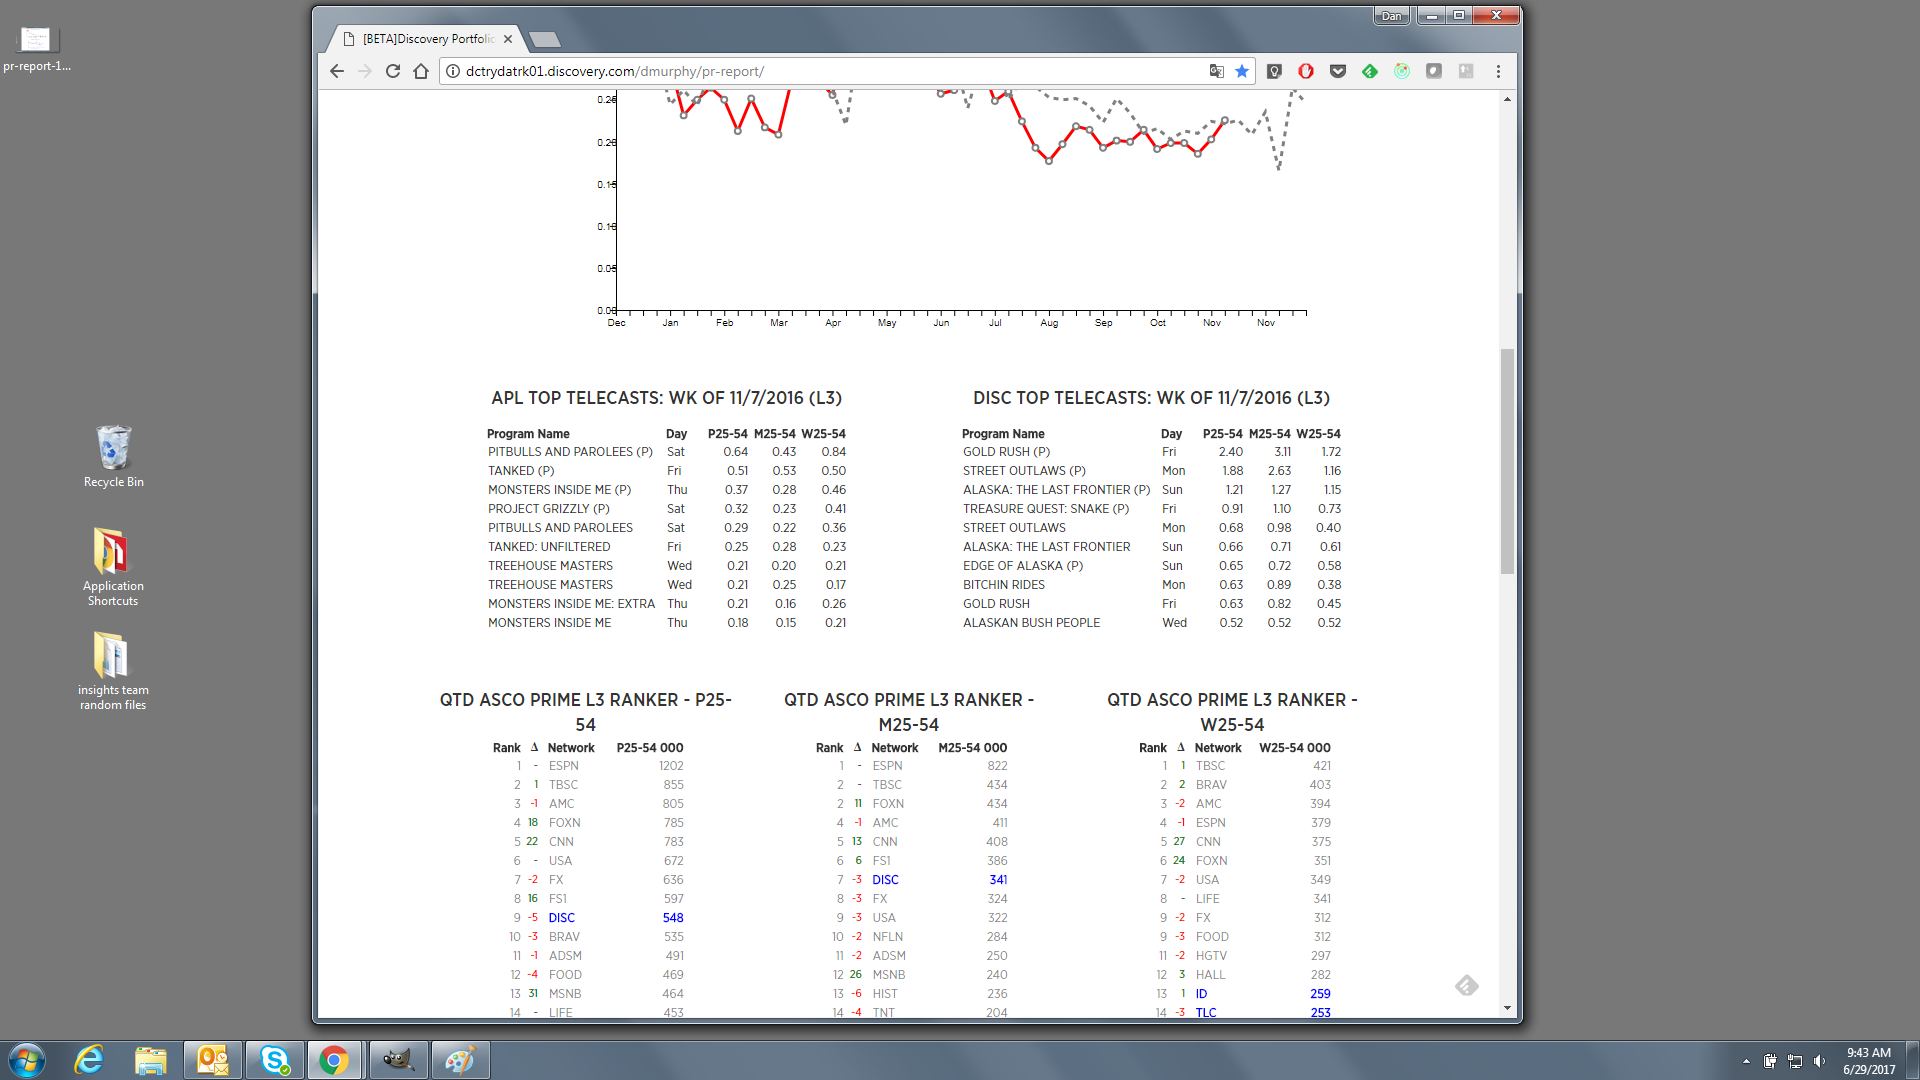 Dan
pr-report-1...
[BETA]Discovery Portfolio
dctrydatrk01.discovery.com/dmurphy/pr-report/
0.20
0.15
0.10
0.05
0.00
Dec Jan Feb Mar Apr May Jun Jul Aug Sep Oct Nov Nov
APL TOP TELECASTS: WK OF 11/7/2016 (L3)
Program Name Day P25-54 M25-54 W25-54
PITBULLS AND PAROLEES (P) Sat 0.64 0.43 0.84
TANKED (P) Fri 0.51 0.53 0.50
MONSTERS INSIDE ME (P) Thu 0.37 0.28 0.46
PROJECT GRIZZLY (P) Sat 0.32 0.23 0.41
PITBULLS AND PAROLEES Sat 0.29 0.22 0.36
TANKED: UNFILTERED Fri 0.25 0.28 0.23
TREEHOUSE MASTERS Wed 0.21 0.20 0.21
TREEHOUSE MASTERS Wed 0.21 0.25 0.17
MONSTERS INSIDE ME: EXTRA Thu 0.21 0.16 0.26
MONSTERS INSIDE ME Thu 0.18 0.15 0.21
DISC TOP TELECASTS: WK OF 11/7/2016 (L3)
Program Name Day P25-54 M25-54 W25-54
GOLD RUSH (P) Fri 2.40 3.11 1.72
STREET OUTLAWS (P) Mon 1.88 2.63 1.16
ALASKA: THE LAST FRONTIER (P) Sun 1.21 1.27 1.15
TREASURE QUEST: SNAKE (P) Fri 0.91 1.10 0.73
STREET OUTLAWS Mon 0.68 0.98 0.40
ALASKA: THE LAST FRONTIER Sun 0.66 0.71 0.61
EDGE OF ALASKA (P) Sun 0.65 0.72 0.58
BITCHIN RIDES Mon 0.63 0.89 0.38
GOLD RUSH Fri 0.63 0.82 0.45
ALASKAN BUSH PEOPLE Wed 0.52 0.52 0.52
QTD ASCO PRIME L3 RANKER - P25-
54
Rank Δ Network P25-54 000
1 - ESPN 1202
2 1 TBSC 855
3 -1 AMC 805
4 18 FOXN 785
5 22 CNN 783
6 - USA 672
7 -2 FX 636
8 16 FS1 597
9 -5 DISC 548
10 -3 BRAV 535
11 -1 ADSM 491
12 -4 FOOD 469
13 31 MSNB 464
14 - LIFE 453
QTD ASCO PRIME L3 RANKER -
M25-54
Rank Δ Network M25-54 000
1 - ESPN 822
2 - TBSC 434
2 11 FOXN 434
4 -1 AMC 411
5 13 CNN 408
6 6 FS1 386
7 -3 DISC 341
8 -3 FX 324
9 -3 USA 322
10 -2 NFLN 284
11 -2 ADSM 250
12 26 MSNB 240
13 -6 HIST 236
14 -4 TNT 204
QTD ASCO PRIME L3 RANKER -
W25-54
Rank Δ Network W25-54 000
1 1 TBSC 421
2 2 BRAV 403
3 -2 AMC 394
4 -1 ESPN 379
5 27 CNN 375
6 24 FOXN 351
7 -2 USA 349
8 - LIFE 341
9 -2 FX 312
9 -3 FOOD 312
11 -2 HGTV 297
12 3 HALL 282
13 1 ID 259
14 -3 TLC 253
Recycle Bin
Application
Shortcuts
insights team
random files
9:43 AM
6/29/2017